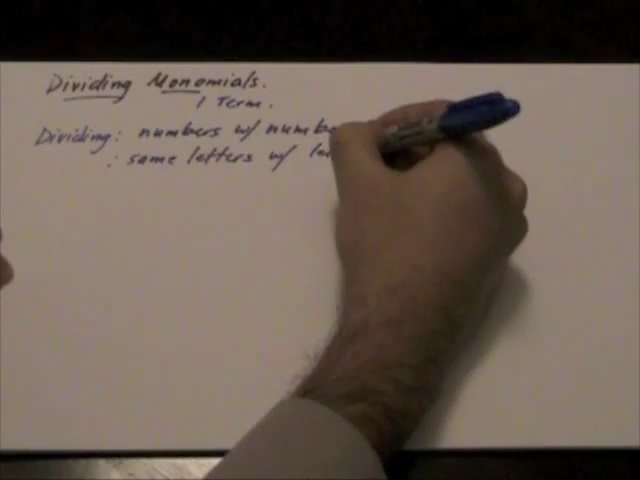 Dividing Monomials.
1 Term.
Dividing: numbers w/
: same letters w/